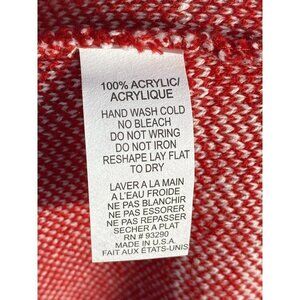 100% ACRYLIC/
ACRYLIQUE
HAND WASH COLD
NO BLEACH
DO NOT WRING
DO NOT IRON
RESHAPE LAY FLAT
TO DRY
LAVER A LA MAIN
A L'EAU FROIDE
NE PAS BLANCHIR
NE PAS ESSORER
NE PAS REPASSER
SECHER A PLAT
RN # 93290
MADE IN U.S.A.
FAIT AUX ÉTATS-UNIS